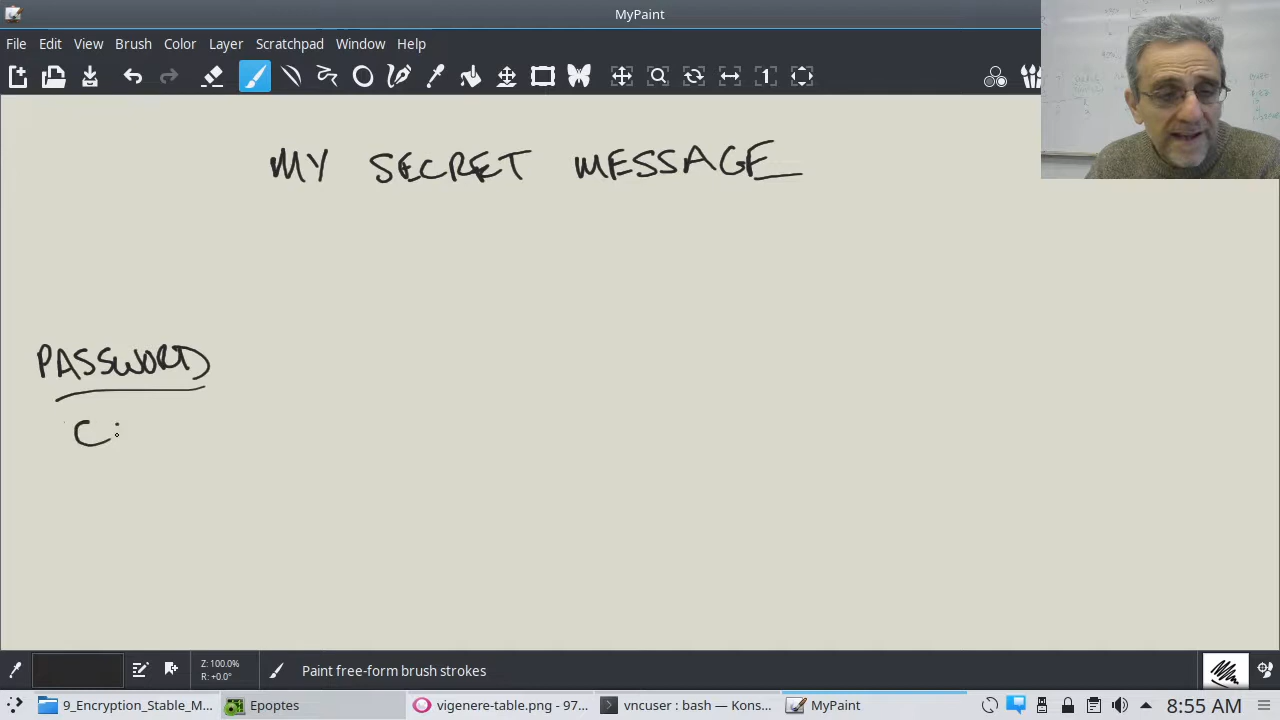 MyPaint
File Edit View Brush Color Layer Scratchpad Window Help
1
MY SECRET MESSAGE
PASSWORD
C:
Z: 100.0%
R: +0.0°
Paint free-form brush strokes
9_Encryption_Stable_M... Epoptes vigenere-table.png - 97... vncuser : bash — Kons... MyPaint 8:55 AM